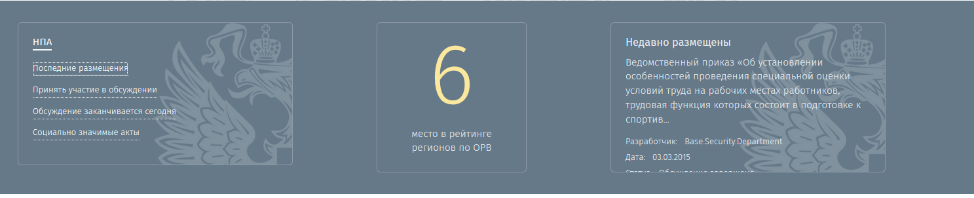 НПА
Последние размещения
Принять участие в обсуждении
Обсуждение заканчивается сегодня
Социально значимые акты
6
место в рейтинге
регионов по ОРВ
Недавно размещены
Ведомственный приказ «Об установлении
особенностей проведения специальной оценки
условий труда на рабочих местах работников,
трудовая функция которых состоит в подготовке к
спортив...
Разработчик: Base Security Department
Дата: 03.03.2015